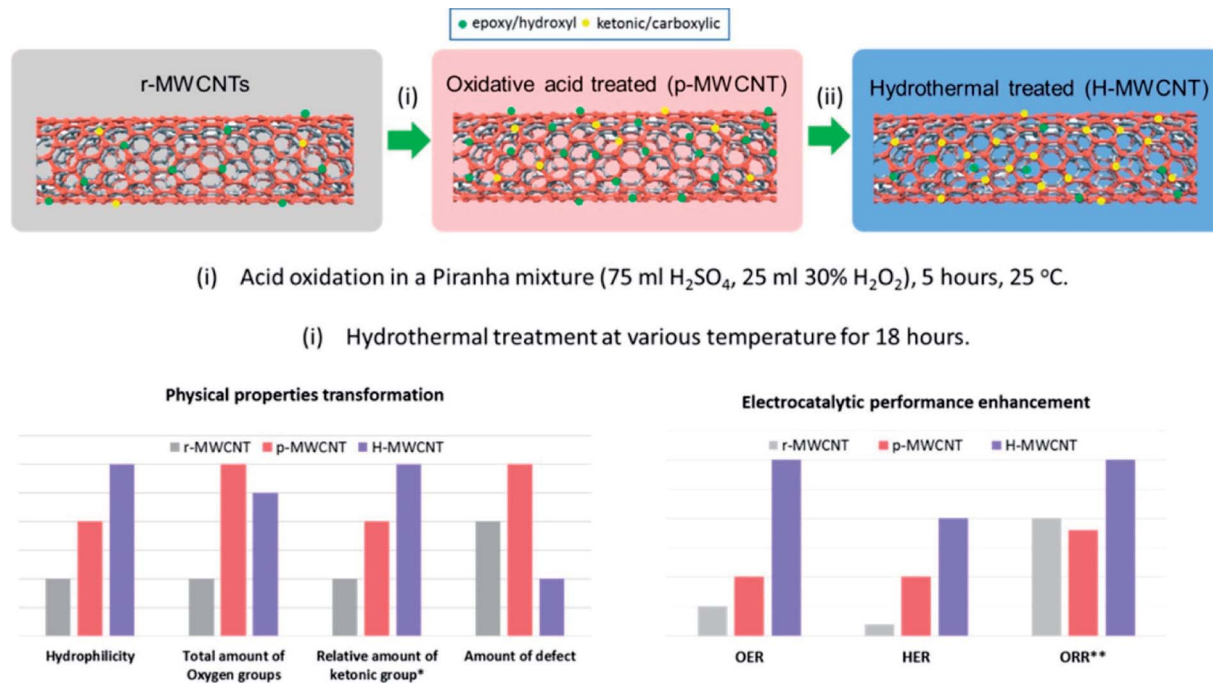 epoxy/hydroxyl ketonic/carboxylic
r-MWCNTs
(i)
Oxidative acid treated (p-MWCNT)
(ii)
Hydrothermal treated (H-MWCNT)
(i) Acid oxidation in a Piranha mixture (75 ml H₂SO₄, 25 ml 30% H₂O₂), 5 hours, 25 °C.
(i) Hydrothermal treatment at various temperature for 18 hours.
Physical properties transformation
r-MWCNT p-MWCNT H-MWCNT
Hydrophilicity
Total amount of
Oxygen groups
Relative amount of
ketonic group*
Amount of defect
Electrocatalytic performance enhancement
r-MWCNT p-MWCNT H-MWCNT
OER
HER
ORR**